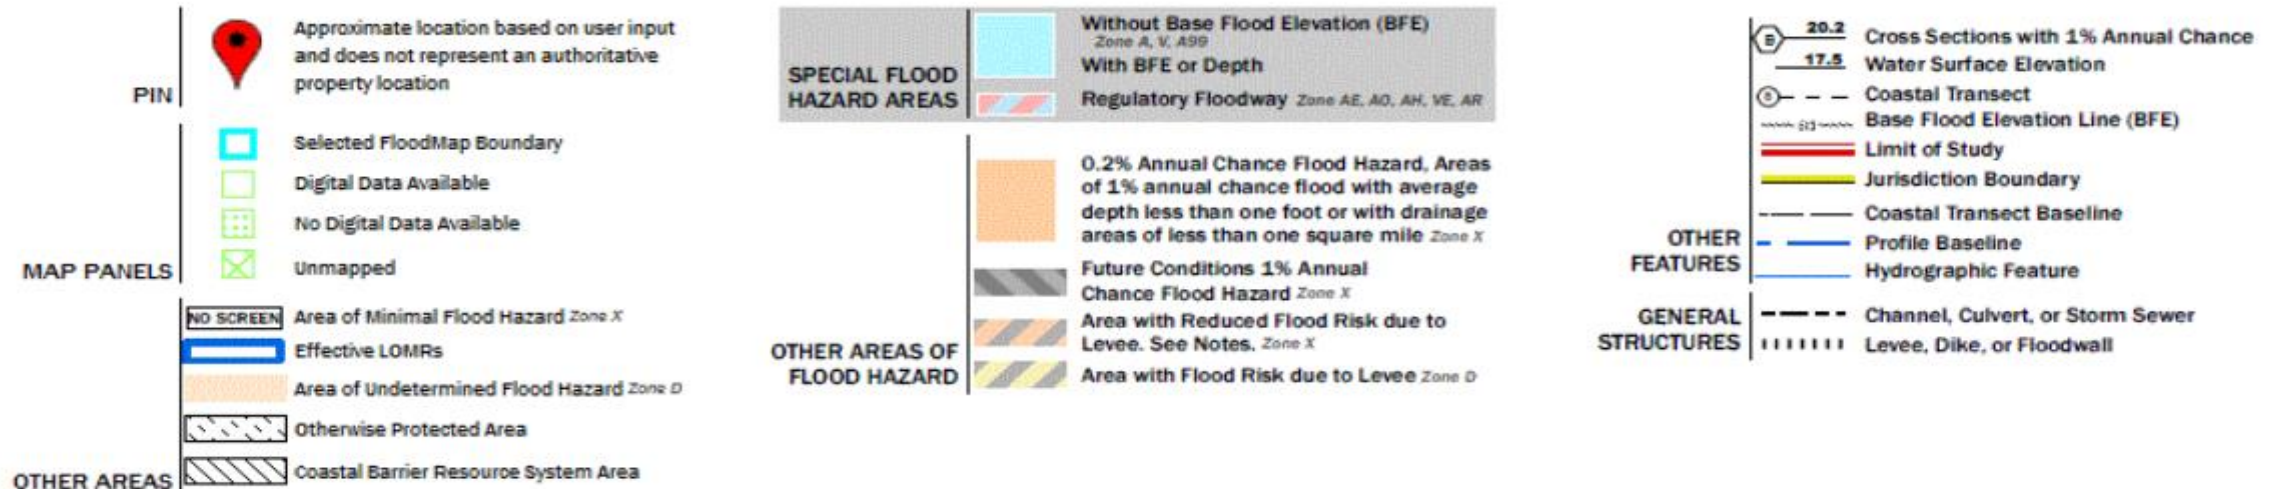 PIN
Approximate location based on user input
and does not represent an authoritative
property location
MAP PANELS
Selected FloodMap Boundary
Digital Data Available
No Digital Data Available
Unmapped
OTHER AREAS
NO SCREEN Area of Minimal Flood Hazard Zone X
Effective LOMRs
Area of Undetermined Flood Hazard Zone D
Otherwise Protected Area
Coastal Barrier Resource System Area
SPECIAL FLOOD
HAZARD AREAS
Without Base Flood Elevation (BFE)
Zone A, V, A99
With BFE or Depth
Regulatory Floodway Zone AE, AO, AH, VE, AR
OTHER AREAS OF
FLOOD HAZARD
0.2% Annual Chance Flood Hazard, Areas
of 1% annual chance flood with average
depth less than one foot or with drainage
areas of less than one square mile Zone X
Future Conditions 1% Annual
Chance Flood Hazard Zone X
Area with Reduced Flood Risk due to
Levee. See Notes. Zone X
Area with Flood Risk due to Levee Zone D
OTHER
FEATURES
B 20.2 Cross Sections with 1% Annual Chance
17.5 Water Surface Elevation
Coastal Transect
Base Flood Elevation Line (BFE)
Limit of Study
Jurisdiction Boundary
Coastal Transect Baseline
Profile Baseline
Hydrographic Feature
GENERAL
STRUCTURES
Channel, Culvert, or Storm Sewer
Levee, Dike, or Floodwall